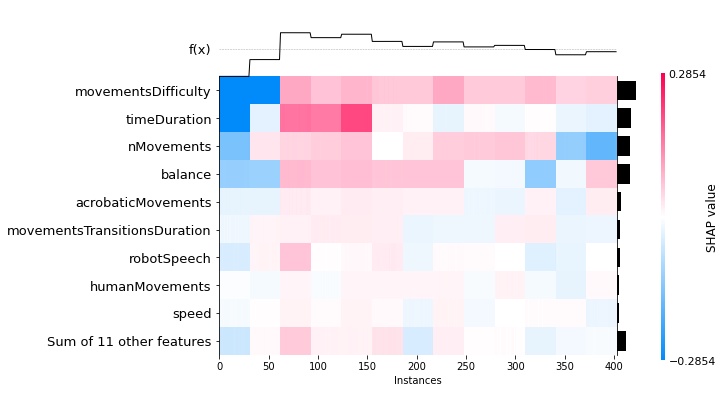 f(x)
0.2854
movementsDifficulty
timeDuration
nMovements
balance
acrobaticMovements
movementsTransitionsDuration
robotSpeech
humanMovements
speed
Sum of 11 other features
SHAP value
−0.2854
0 50 100 150 200 250 300 350 400
Instances